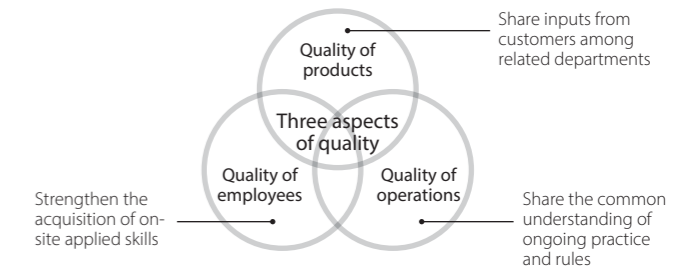 Share inputs from
customers among
related departments
Quality of
products
Three aspects
of quality
Quality of
employees
Quality of
operations
Strengthen the
acquisition of on-
site applied skills
Share the common
understanding of
ongoing practice
and rules